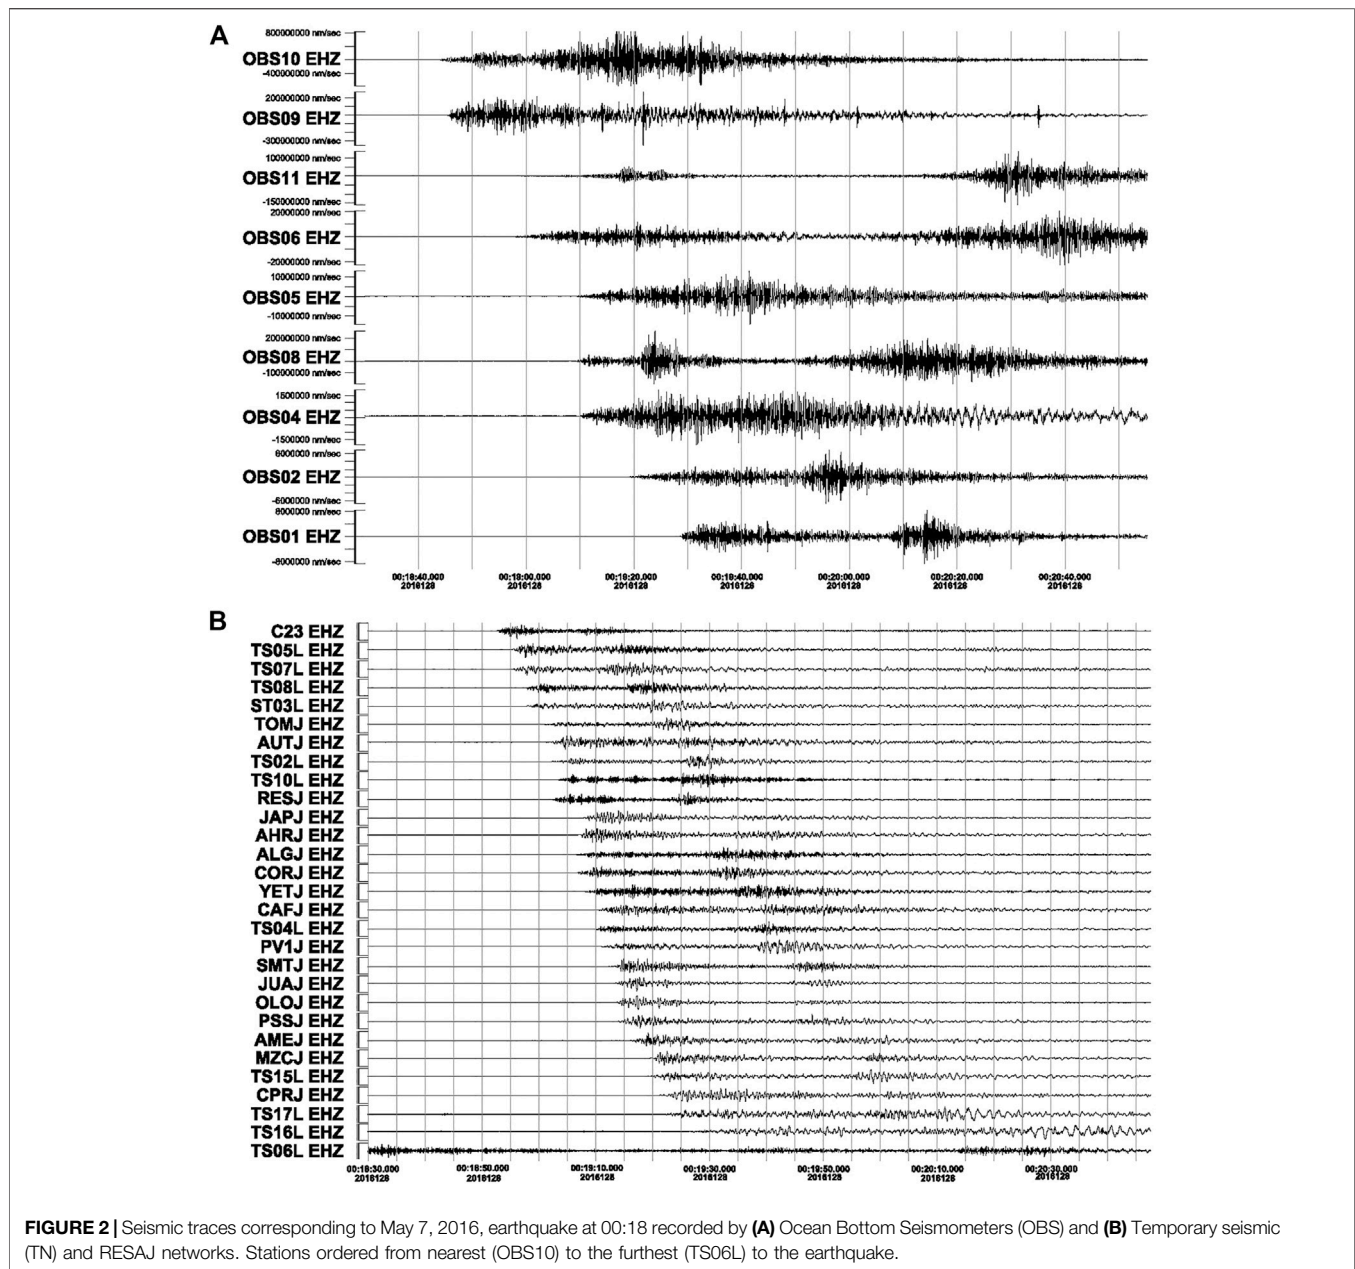 A
800000000 nm/sec
OBS10 EHZ
-400000000 nm/sec
200000000 nm/sec
OBS09 EHZ
-300000000 nm/sec
100000000 nm/sec
OBS11 EHZ
-150000000 nm/sec
20000000 nm/sec
OBS06 EHZ
-20000000 nm/sec
10000000 nm/sec
OBS05 EHZ
-10000000 nm/sec
200000000 nm/sec
OBS08 EHZ
-100000000 nm/sec
1500000 nm/sec
OBS04 EHZ
-1500000 nm/sec
6000000 nm/sec
OBS02 EHZ
-6000000 nm/sec
8000000 nm/sec
OBS01 EHZ
-8000000 nm/sec
00:18:40.000 00:19:00.000 00:19:20.000 00:19:40.000 00:20:00.000 00:20:20.000 00:20:40.000
2016128 2016128 2016128 2016128 2016128 2016128 2016128
B
C23 EHZ
TS05L EHZ
TS07L EHZ
TS08L EHZ
ST03L EHZ
TOMJ EHZ
AUTJ EHZ
TS02L EHZ
TS10L EHZ
RESJ EHZ
JAPJ EHZ
AHRJ EHZ
ALGJ EHZ
CORJ EHZ
YETJ EHZ
CAFJ EHZ
TS04L EHZ
PV1J EHZ
SMTJ EHZ
JUAJ EHZ
OLOJ EHZ
PSSJ EHZ
AMEJ EHZ
MZCJ EHZ
TS15L EHZ
CPRJ EHZ
TS17L EHZ
TS16L EHZ
TS06L EHZ
00:18:30.000 00:18:50.000 00:19:10.000 00:19:30.000 00:19:50.000 00:20:10.000 00:20:30.000
2016128 2016128 2016128 2016128 2016128 2016128 2016128
FIGURE 2 | Seismic traces corresponding to May 7, 2016, earthquake at 00:18 recorded by (A) Ocean Bottom Seismometers (OBS) and (B) Temporary seismic
(TN) and RESAJ networks. Stations ordered from nearest (OBS10) to the furthest (TS06L) to the earthquake.